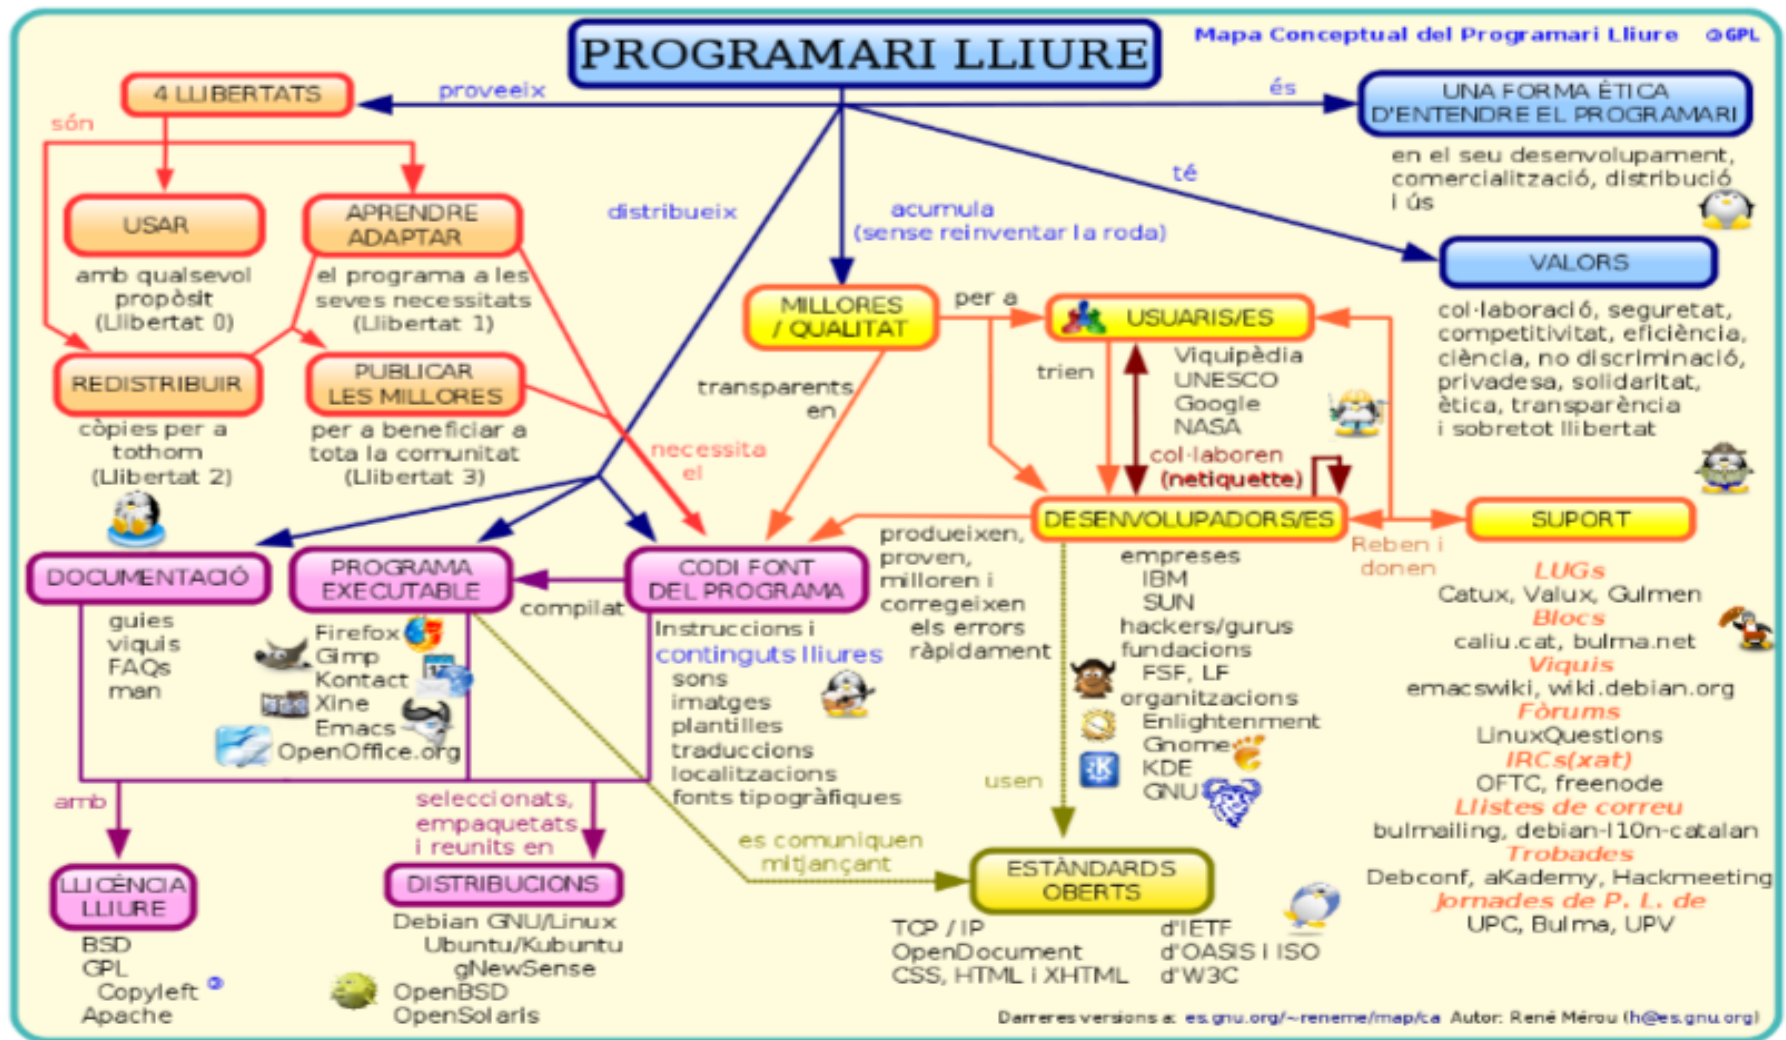 PROGRAMARI LLIURE
Mapa Conceptual del Programari Lliure
GPL
4 LLIBERTATS
proveeix
és
UNA FORMA ÈTICA
D'ENTENDRE EL PROGRAMARI
en el seu desenvolupament,
comercialització, distribució
i ús
són
USAR
amb qualsevol
propòsit
(Llibertat 0)
APRENDRE
ADAPTAR
el programa a les
seves necessitats
(Llibertat 1)
REDISTRIBUIR
còpies per a
tothom
(Llibertat 2)
PUBLICAR
LES MILLORES
per a beneficiar a
tota la comunitat
(Llibertat 3)
necessita
el
distribueix
acumula
(sense reinventar la roda)
té
VALORS
col·laboració, seguretat,
competitivitat, eficiència,
ciència, no discriminació,
privadesa, solidaritat,
ètica, transparència
i sobretot llibertat
MILLORES
/ QUALITAT
per a
USUARIS/ES
Viquipèdia
UNESCO
Google
NASA
transparents
en
trien
col·laboren
(netiquette)
DESENVOLUPADORS/ES
empreses
IBM
SUN
hackers/gurus
fundacions
FSF, LF
organitzacions
Enlightenment
Gnome
KDE
GNU
produeixen,
proven,
milloren i
corregeixen
els errors
ràpidament
Reben i
donen
SUPORT
LUGs
Catux, Valux, Gulmen
Blocs
caliu.cat, bulma.net
Viquis
emacswiki, wiki.debian.org
Fòrums
LinuxQuestions
IRCs(xat)
OFTC, freenode
Llistes de correu
bulmailing, debian-l10n-catalan
Trobades
Debconf, aKademy, Hackmeeting
Jornades de P. L. de
UPC, Bulma, UPV
DOCUMENTACIÓ
guies
viquis
FAQs
man
PROGRAMA
EXECUTABLE
Firefox
Gimp
Kontact
Xine
Emacs
OpenOffice.org
compilat
CODI FONT
DEL PROGRAMA
Instruccions i
continguts lliures
sons
imatges
plantilles
traduccions
localitzacions
fonts tipogràfiques
amb
LLICÈNCIA
LLIURE
BSD
GPL
Copyleft
Apache
seleccionats,
empaquetats
i reunits en
DISTRIBUCIONS
Debian GNU/Linux
Ubuntu/Kubuntu
gNewSense
OpenBSD
OpenSolaris
es comuniquen
mitjançant
usen
ESTÀNDARDS
OBERTS
TCP / IP d'IETF
OpenDocument d'OASIS i ISO
CSS, HTML i XHTML d'W3C
Darreres versions a: es.gnu.org/~reneme/map/ca Autor: René Mérou (h@es.gnu.org)